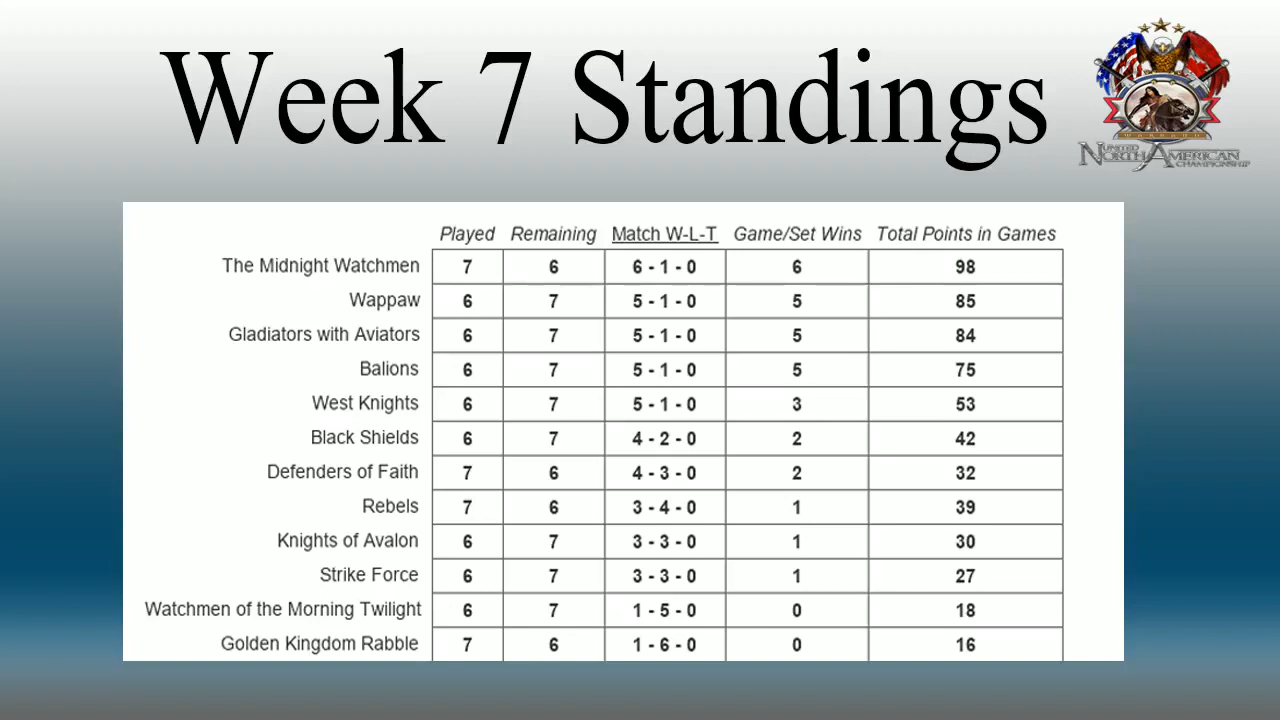 Week 7 Standings
UNITED
NORTH AMERICAN
CHAMPIONSHIP
Played Remaining Match W-L-T Game/Set Wins Total Points in Games
The Midnight Watchmen 7 6 6 - 1 - 0 6 98
Wappaw 6 7 5 - 1 - 0 5 85
Gladiators with Aviators 6 7 5 - 1 - 0 5 84
Balions 6 7 5 - 1 - 0 5 75
West Knights 6 7 5 - 1 - 0 3 53
Black Shields 6 7 4 - 2 - 0 2 42
Defenders of Faith 7 6 4 - 3 - 0 2 32
Rebels 7 6 3 - 4 - 0 1 39
Knights of Avalon 6 7 3 - 3 - 0 1 30
Strike Force 6 7 3 - 3 - 0 1 27
Watchmen of the Morning Twilight 6 7 1 - 5 - 0 0 18
Golden Kingdom Rabble 7 6 1 - 6 - 0 0 16